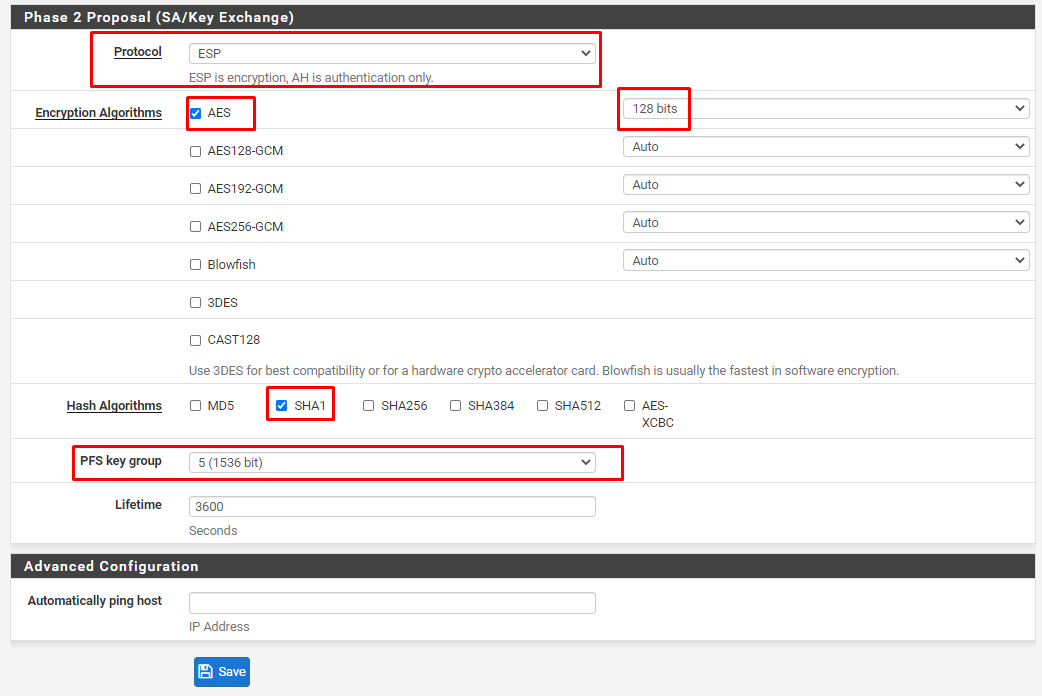 Phase 2 Proposal (SA/Key Exchange)
Protocol
ESP
ESP is encryption, AH is authentication only.
Encryption Algorithms
AES
128 bits
AES128-GCM
Auto
AES192-GCM
Auto
AES256-GCM
Auto
Blowfish
Auto
3DES
CAST128
Use 3DES for best compatibility or for a hardware crypto accelerator card. Blowfish is usually the fastest in software encryption.
Hash Algorithms
MD5
SHA1
SHA256
SHA384
SHA512
AES-
XCBC
PFS key group
5 (1536 bit)
Lifetime
3600
Seconds
Advanced Configuration
Automatically ping host
IP Address
Save